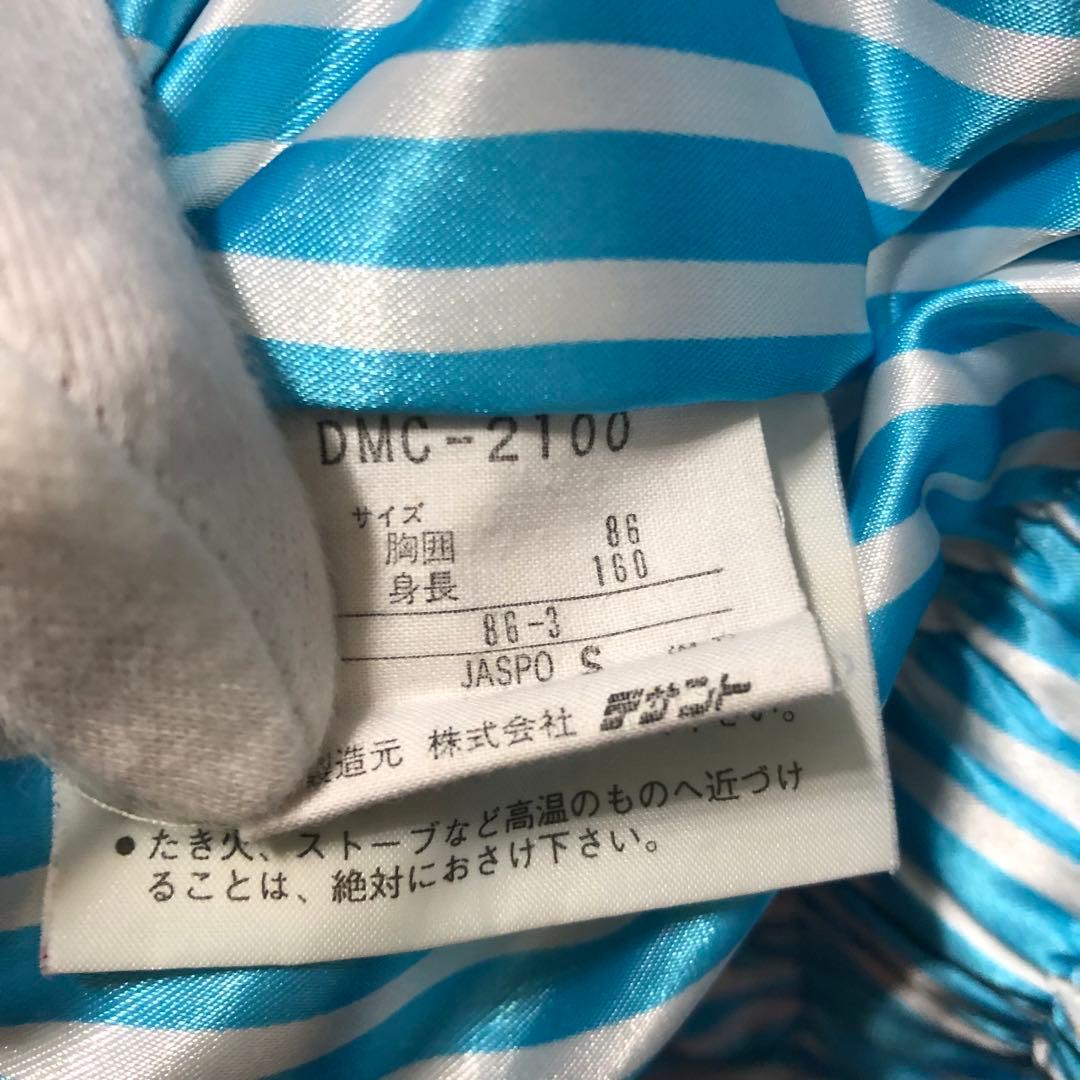 DMC-2100
サイズ
胸囲 86
身長 160
86-3
JASPO S
製造元 株式会社 デサント
さい。
●たき火、ストーブなど高温のものへ近づけ
ることは、絶対におさけ下さい。